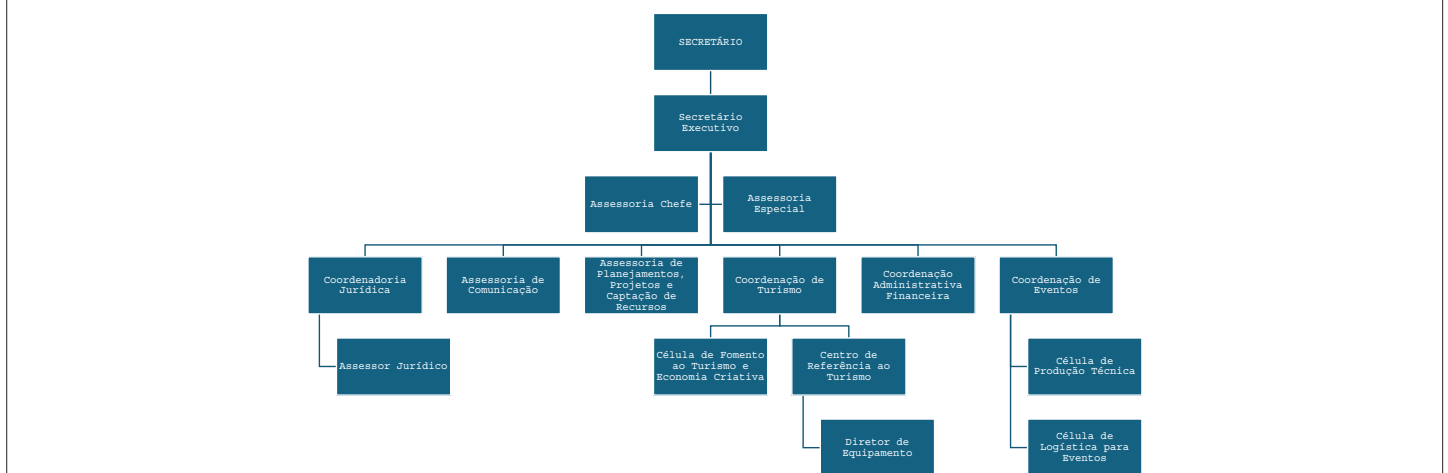 SECRETÁRIO
Secretário
Executivo
Assessoria Chefe
Assessoria
Especial
Coordenadoria
Jurídica
Assessoria de
Comunicação
Assessoria de
Planejamentos,
Projetos e
Captação de
Recursos
Coordenação de
Turismo
Coordenação
Administrativa
Financeira
Coordenação de
Eventos
Assessor Jurídico
Célula de Fomento
ao Turismo e
Economia Criativa
Centro de
Referência ao
Turismo
Célula de
Produção Técnica
Diretor de
Equipamento
Célula de
Logística para
Eventos